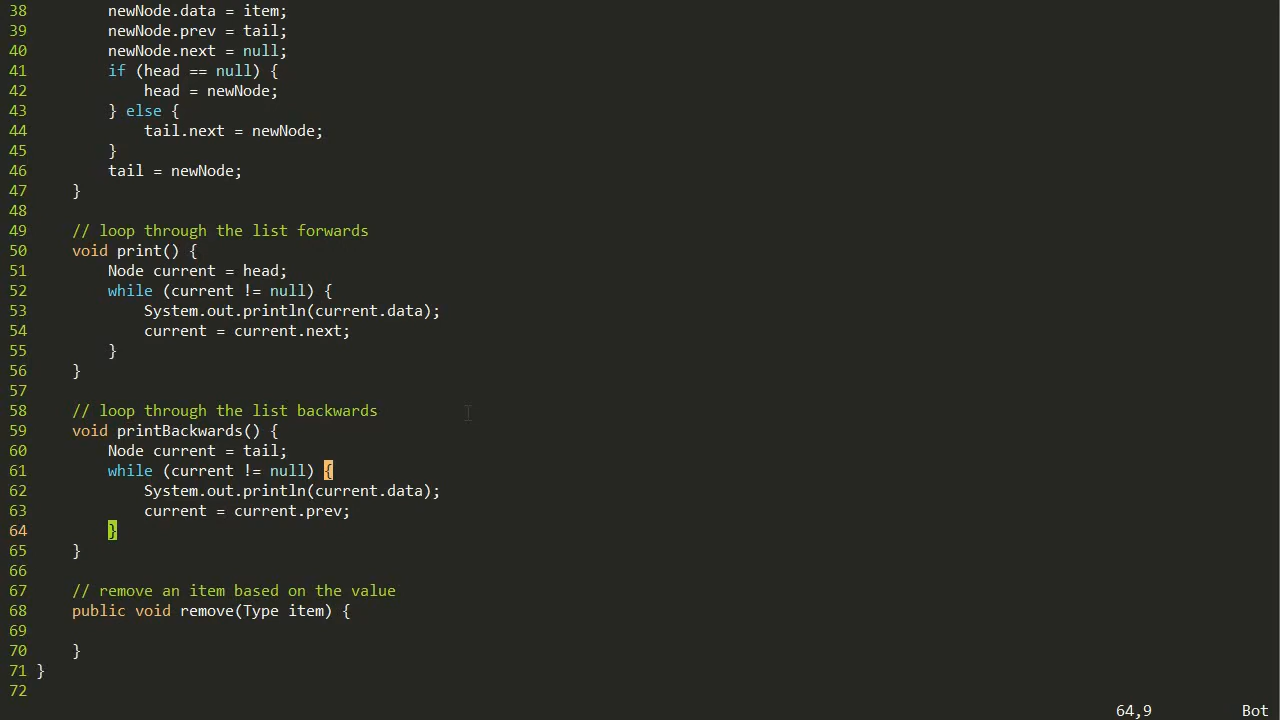 38 newNode.data = item;
39 newNode.prev = tail;
40 newNode.next = null;
41 if (head == null) {
42 head = newNode;
43 } else {
44 tail.next = newNode;
45 }
46 tail = newNode;
47 }
48
49 // loop through the list forwards
50 void print() {
51 Node current = head;
52 while (current != null) {
53 System.out.println(current.data);
54 current = current.next;
55 }
56 }
57
58 // loop through the list backwards
59 void printBackwards() {
60 Node current = tail;
61 while (current != null) {
62 System.out.println(current.data);
63 current = current.prev;
64 }
65 }
66
67 // remove an item based on the value
68 public void remove(Type item) {
69
70 }
71 }
72
64,9 Bot